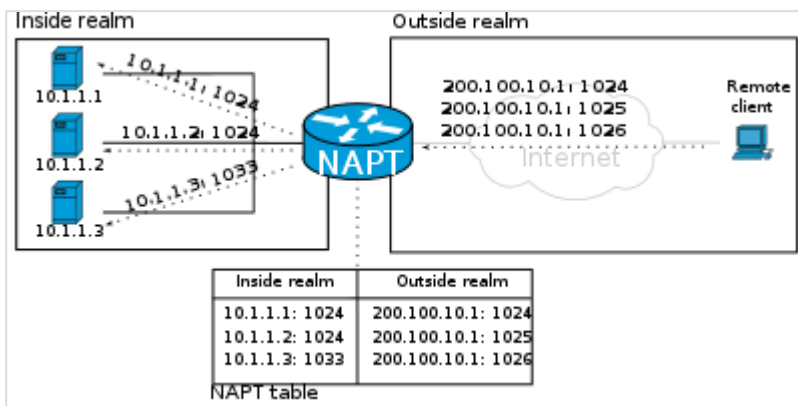 Inside realm
Outside realm
10.1.1.1
10.1.1.2
10.1.1.3
10.1.1.1: 1024
10.1.1.2: 1024
10.1.1.3: 1033
NAPT
200.100.10.1: 1024
200.100.10.1: 1025
200.100.10.1: 1026
Internet
Remote
client
Inside realm Outside realm
10.1.1.1: 1024 200.100.10.1: 1024
10.1.1.2: 1024 200.100.10.1: 1025
10.1.1.3: 1033 200.100.10.1: 1026
NAPT table